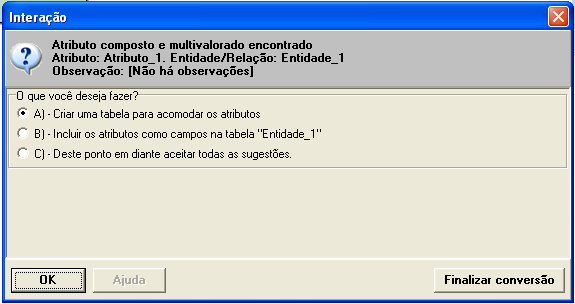 Interação
Atributo composto e multivalorado encontrado
Atributo: Atributo_1. Entidade/Relação: Entidade_1
Observação: [Não há observações]
O que você deseja fazer?
A) - Criar uma tabela para acomodar os atributos
B) - Incluir os atributos como campos na tabela "Entidade_1"
C) - Deste ponto em diante aceitar todas as sugestões.
OK Ajuda Finalizar conversão